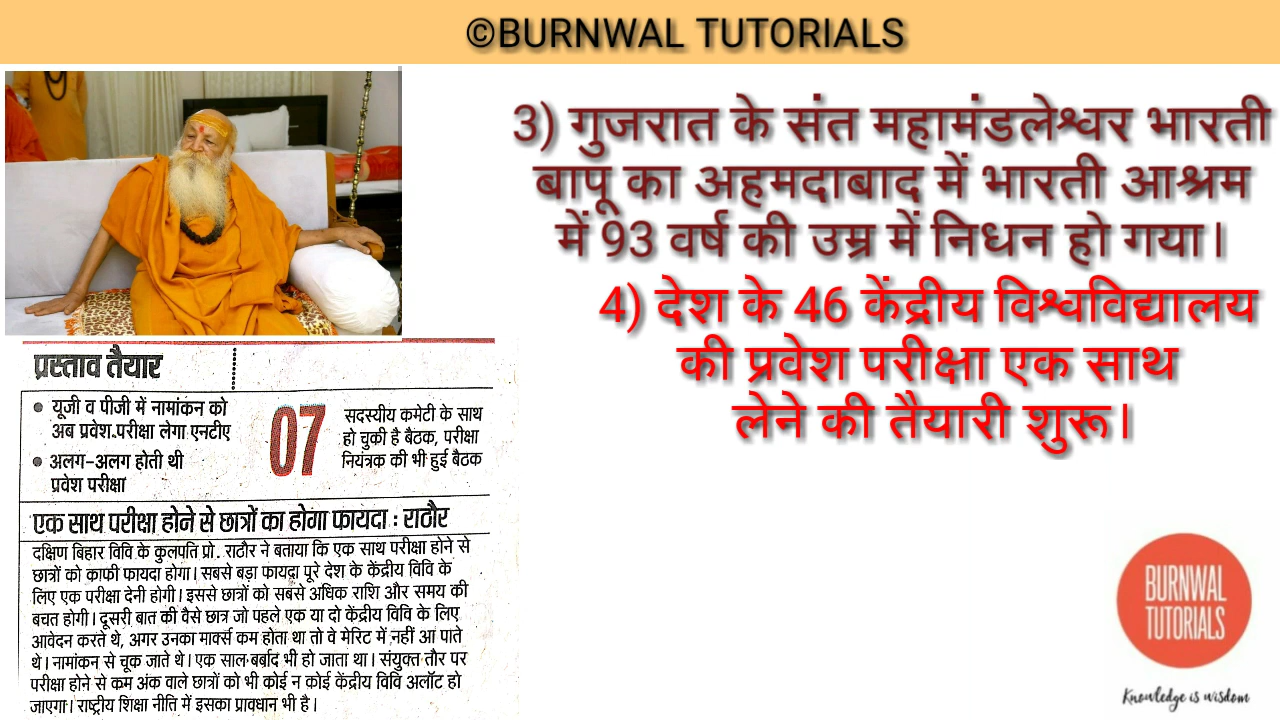 ©BURNWAL TUTORIALS
3) गुजरात के संत महामंडलेश्वर भारती
बापू का अहमदाबाद में भारती आश्रम
में 93 वर्ष की उम्र में निधन हो गया।
4) देश के 46 केंद्रीय विश्वविद्यालय
की प्रवेश परीक्षा एक साथ
लेने की तैयारी शुरू।
प्रस्ताव तैयार
● यूजी व पीजी में नामांकन को
अब प्रवेश परीक्षा लेगा एनटीए
● अलग-अलग होती थी
प्रवेश परीक्षा
07
सदस्यीय कमेटी के साथ
हो चुकी है बैठक, परीक्षा
नियंत्रक की भी हुई बैठक
एक साथ परीक्षा होने से छात्रों का होगा फायदा : राठौर
दक्षिण बिहार विवि के कुलपति प्रो. राठौर ने बताया कि एक साथ परीक्षा होने से
छात्रों को काफी फायदा होगा। सबसे बड़ा फायदा पूरे देश के केंद्रीय विवि के
लिए एक परीक्षा देनी होगी। इससे छात्रों को सबसे अधिक राशि और समय की
बचत होगी। दूसरी बात की वैसे छात्र जो पहले एक या दो केंद्रीय विवि के लिए
आवेदन करते थे, अगर उनका मार्क्स कम होता था तो वे मेरिट में नहीं आ पाते
थे। नामांकन से चूक जाते थे। एक साल बर्बाद भी हो जाता था। संयुक्त तौर पर
परीक्षा होने से कम अंक वाले छात्रों को भी कोई न कोई केंद्रीय विवि अलॉट हो
जाएगा। राष्ट्रीय शिक्षा नीति में इसका प्रावधान भी है।
BURNWAL
TUTORIALS
Knowledge is wisdom